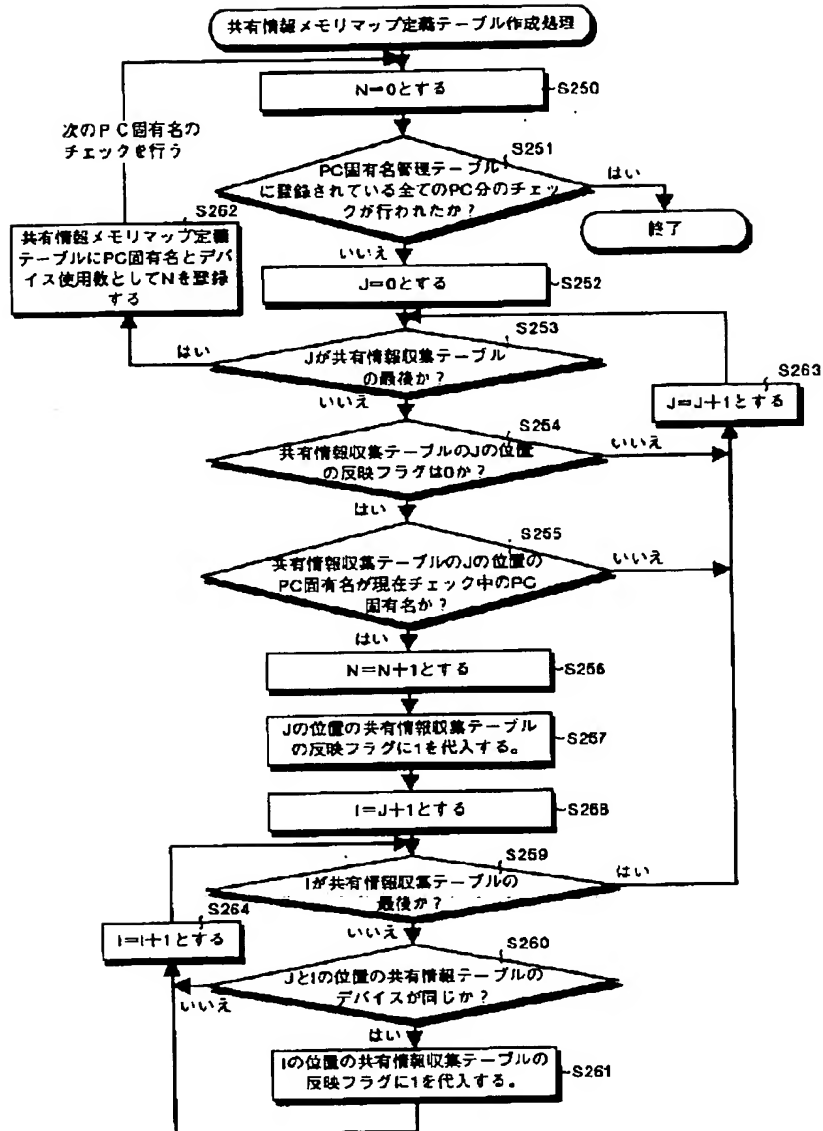 共有情報メモリマップ定義テーブル作成処理
N=0とする
S250
次のPC固有名の
チェックを行う
S251
PC固有名管理テーブル
に登録されている全てのPC分のチェッ
クが行われたか?
はい
終了
いいえ
S262
共有情報メモリマップ定義
テーブルにPC固有名とデバ
イス使用数としてNを登録
する
J=0とする
S252
S253
Jが共有情報収集テーブル
の最後か?
はい
いいえ
S263
J=J+1とする
S254
共有情報収集テーブルのJの位置
の反映フラグは0か?
いいえ
はい
S255
共有情報収集テーブルのJの位置の
PC固有名が現在チェック中のPC
固有名か?
いいえ
はい
N=N+1とする
S256
Jの位置の共有情報収集テーブル
の反映フラグに1を代入する。
S257
I=J+1とする
S258
S259
Iが共有情報収集テーブルの
最後か?
はい
いいえ
S264
I=I+1とする
S260
JとIの位置の共有情報テーブルの
デバイスが同じか?
いいえ
はい
Iの位置の共有情報収集テーブルの
反映フラグに1を代入する。
S261